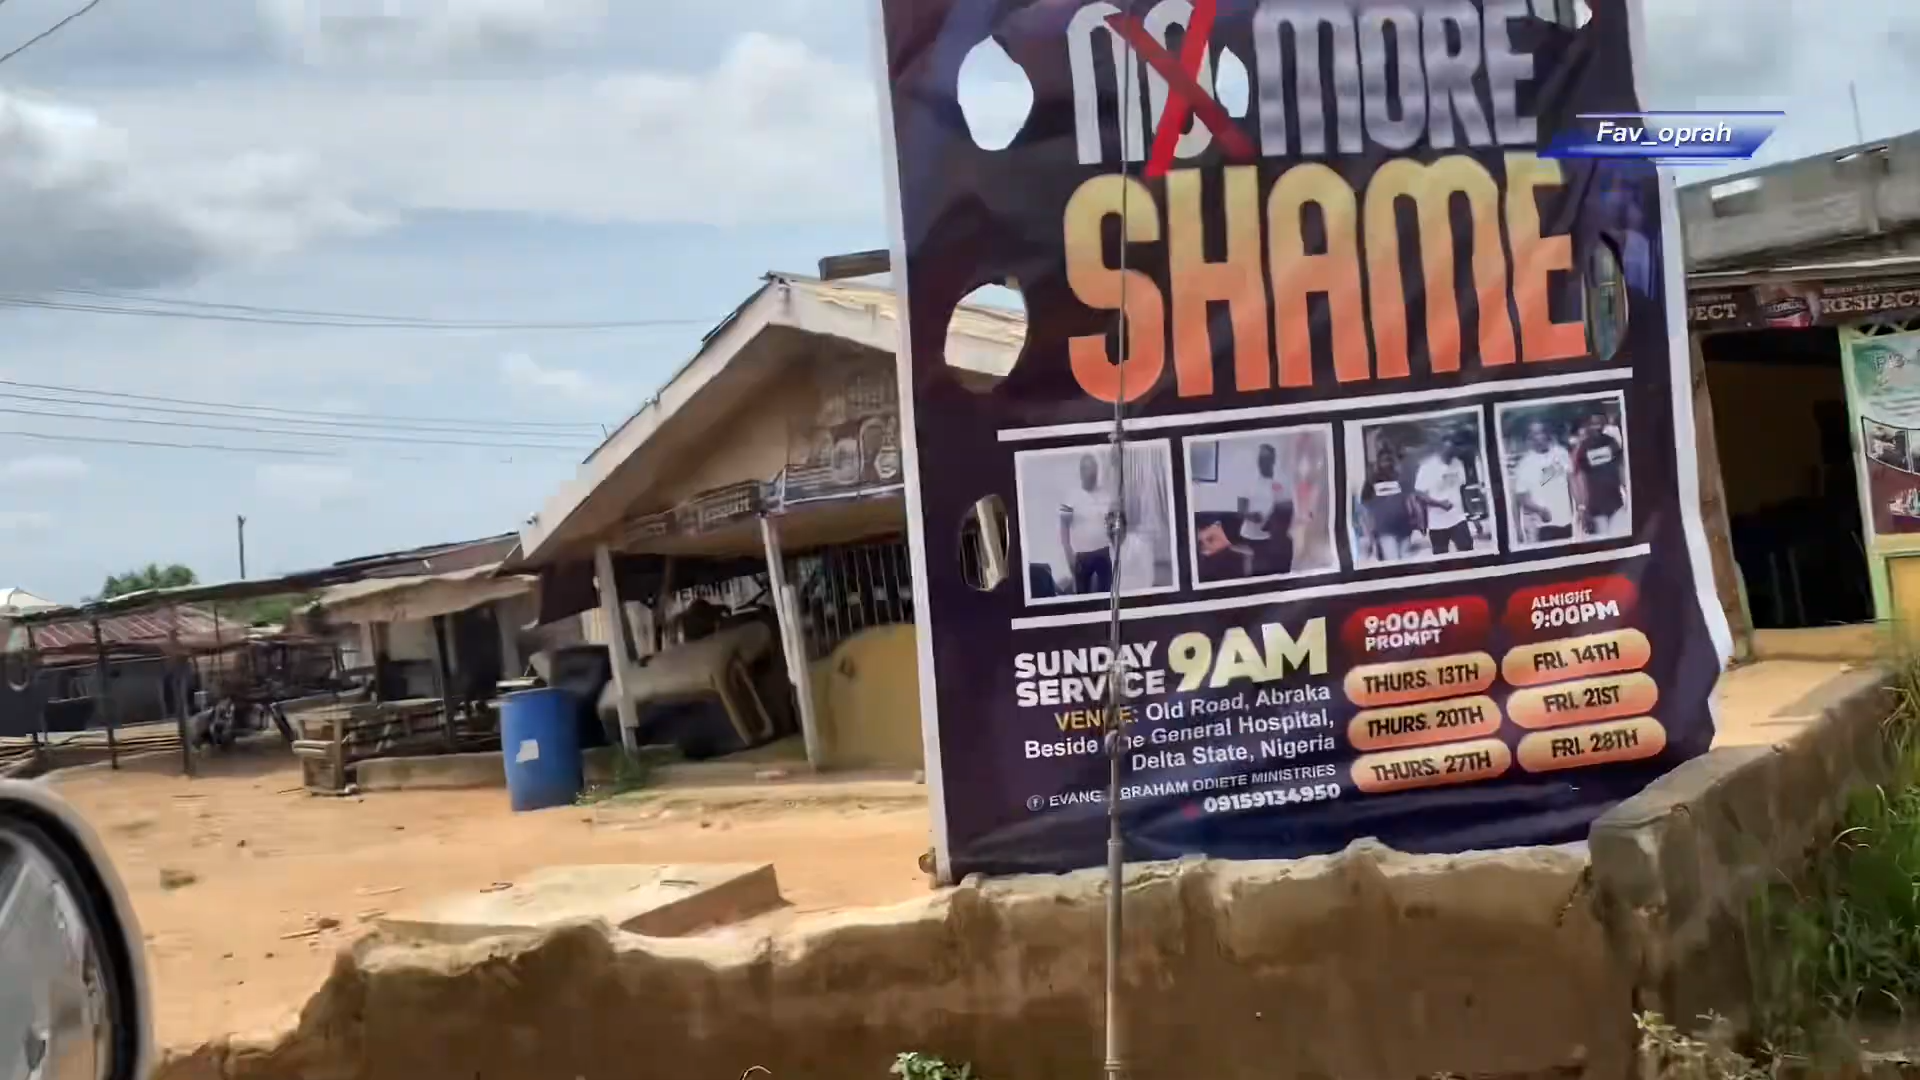 NO MORE
SHAME
Fav_oprah
RESPECT
SUNDAY
SERVICE
9AM
VENUE: Old Road, Abraka
Beside the General Hospital,
Delta State, Nigeria
EVANG. ABRAHAM ODIETE MINISTRIES
09159134950
9:00AM
PROMPT
THURS. 13TH
THURS. 20TH
THURS. 27TH
ALNIGHT
9:00PM
FRI. 14TH
FRI. 21ST
FRI. 28TH